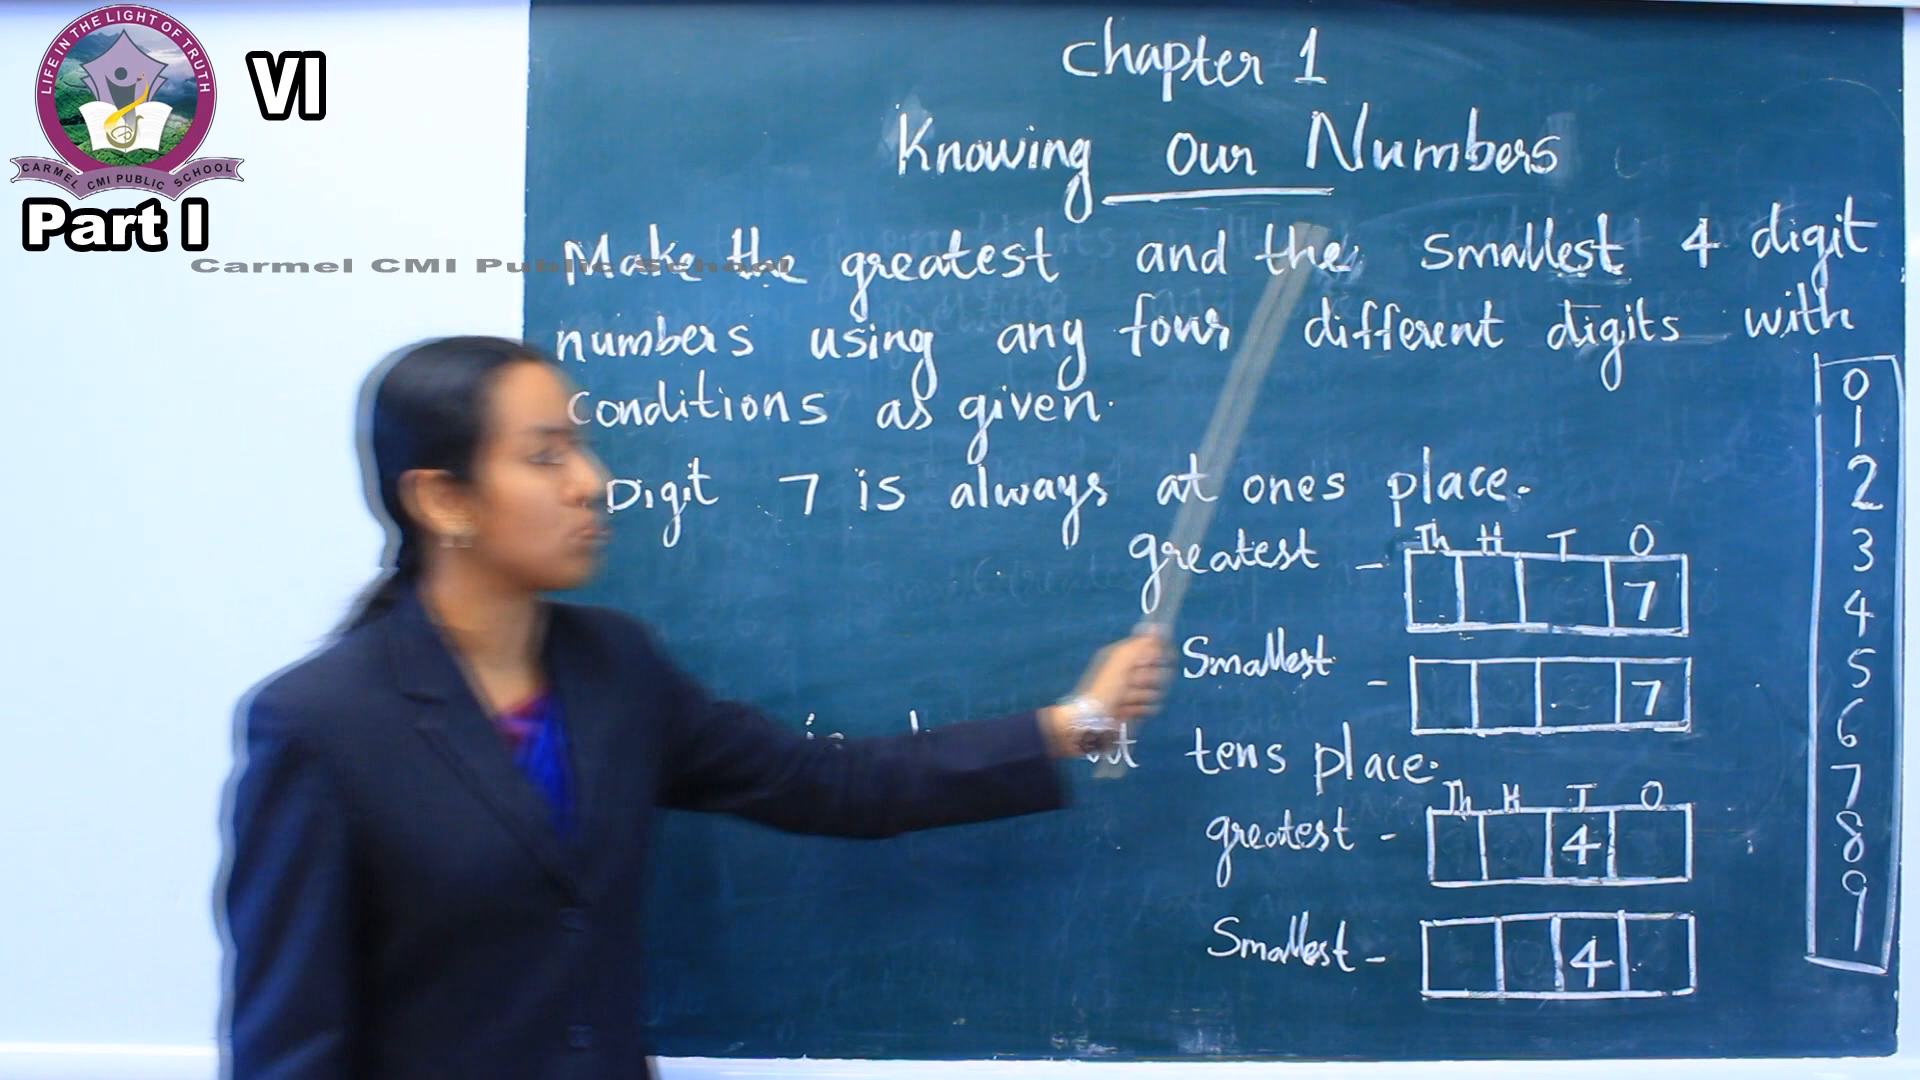 LIFE IN THE LIGHT OF TRUTH
CARMEL CMI PUBLIC SCHOOL
VI
Part I
Carmel CMI Public School
Chapter 1
Knowing Our Numbers
Make the greatest and the smallest 4 digit
numbers using any four different digits with
conditions as given.
Digit 7 is always at ones place.
Th H T O
greatest - 7
Smallest - 7
is at tens place.
Th H T O
greatest - 4
Smallest - 4
0
1
2
3
4
5
6
7
8
9